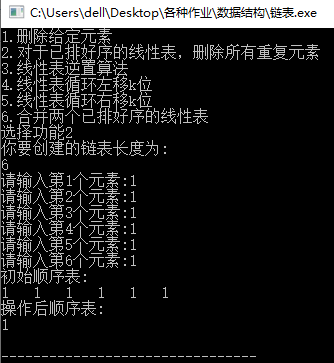 C:\Users\dell\Desktop\各种作业\数据结构\链表.exe
1.删除给定元素
2.对于已排好序的线性表，删除所有重复元素
3.线性表逆置算法
4.线性表循环左移k位
5.线性表循环右移k位
6.合并两个已排好序的线性表
选择功能2
你要创建的链表长度为:
6
请输入第1个元素:1
请输入第2个元素:1
请输入第3个元素:1
请输入第4个元素:1
请输入第5个元素:1
请输入第6个元素:1
初始顺序表:
1 1 1 1 1 1
操作后顺序表:
1
--------------------------------